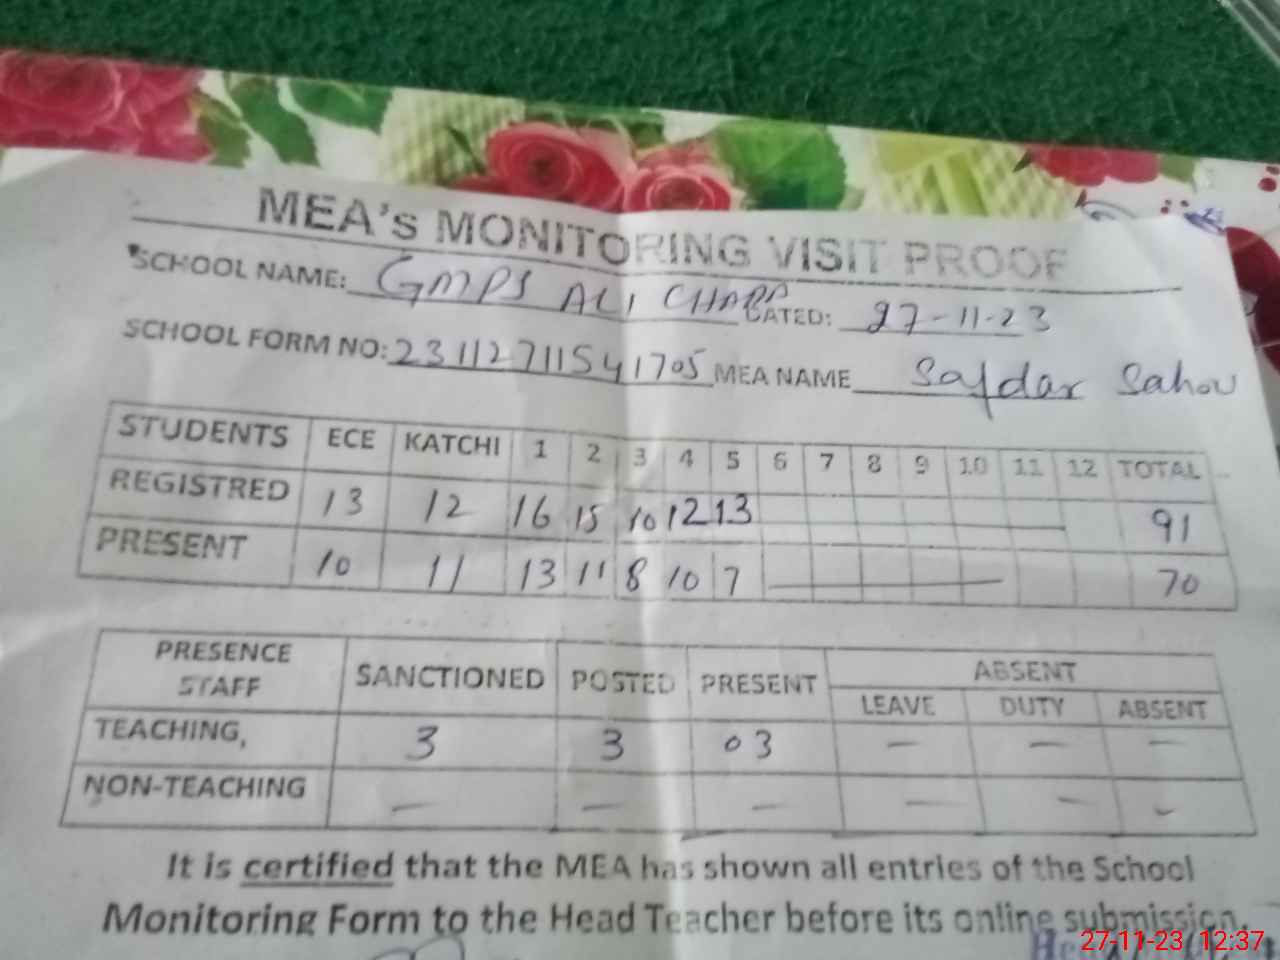 MEA's MONITORING VISIT PROOF
SCHOOL NAME: GMPS ALI CHAPP DATED: 27-11-23
SCHOOL FORM NO: 23112711541705 MEA NAME Safdar Sahou
STUDENTS ECE KATCHI 1 2 3 4 5 6 7 8 9 10 11 12 TOTAL
REGISTRED 13 12 16 15 10 12 13 91
PRESENT 10 11 13 11 8 10 7 70
PRESENCE STAFF SANCTIONED POSTED PRESENT ABSENT
LEAVE DUTY ABSENT
TEACHING, 3 3 03 — — —
NON-TEACHING — — — — — —
It is certified that the MEA has shown all entries of the School
Monitoring Form to the Head Teacher before its online submission.
27-11-23 12:37